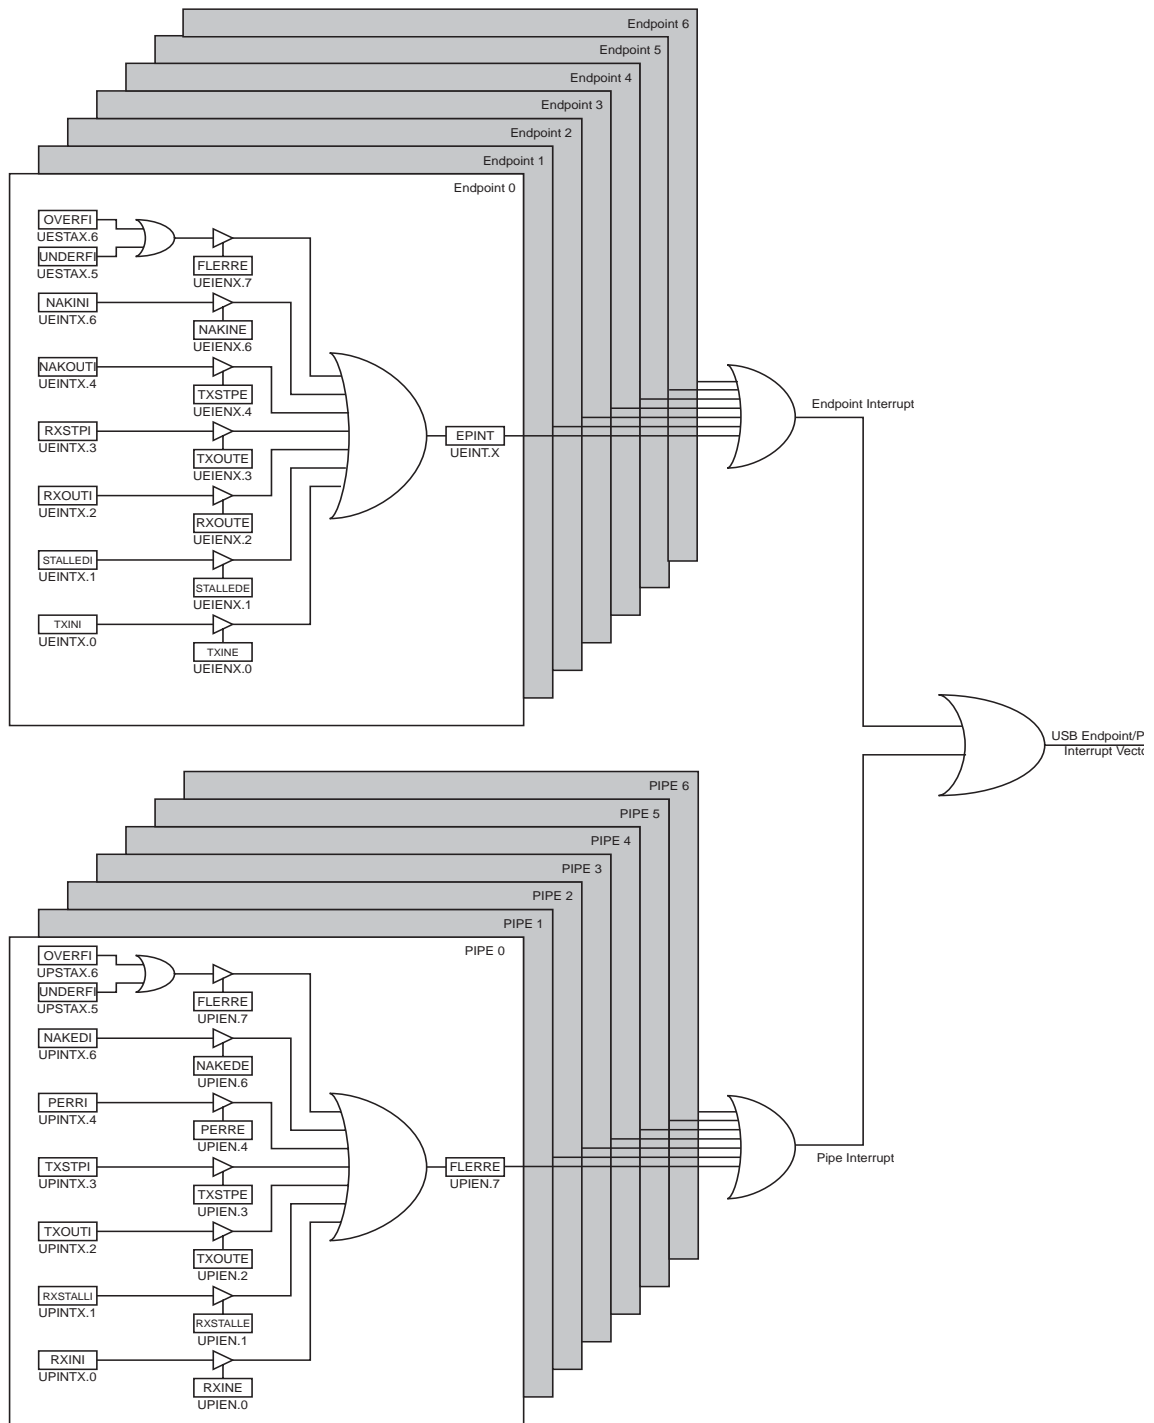 Endpoint 6
Endpoint 5
Endpoint 4
Endpoint 3
Endpoint 2
Endpoint 1
Endpoint 0
OVERFI
UESTAX.6
UNDERFI
UESTAX.5
FLERRE
UEIENX.7
NAKINI
UEINTX.6
NAKINE
UEIENX.6
NAKOUTI
UEINTX.4
TXSTPE
UEIENX.4
RXSTPI
UEINTX.3
TXOUTE
UEIENX.3
RXOUTI
UEINTX.2
RXOUTE
UEIENX.2
STALLEDI
UEINTX.1
STALLEDE
UEIENX.1
TXINI
UEINTX.0
TXINE
UEIENX.0
EPINT
UEINT.X
Endpoint Interrupt
USB Endpoint/P
Interrupt Vecto
PIPE 6
PIPE 5
PIPE 4
PIPE 3
PIPE 2
PIPE 1
PIPE 0
OVERFI
UPSTAX.6
UNDERFI
UPSTAX.5
FLERRE
UPIEN.7
NAKEDI
UPINTX.6
NAKEDE
UPIEN.6
PERRI
UPINTX.4
PERRE
UPIEN.4
TXSTPI
UPINTX.3
TXSTPE
UPIEN.3
TXOUTI
UPINTX.2
TXOUTE
UPIEN.2
RXSTALLI
UPINTX.1
RXSTALLE
UPIEN.1
RXINI
UPINTX.0
RXINE
UPIEN.0
FLERRE
UPIEN.7
Pipe Interrupt